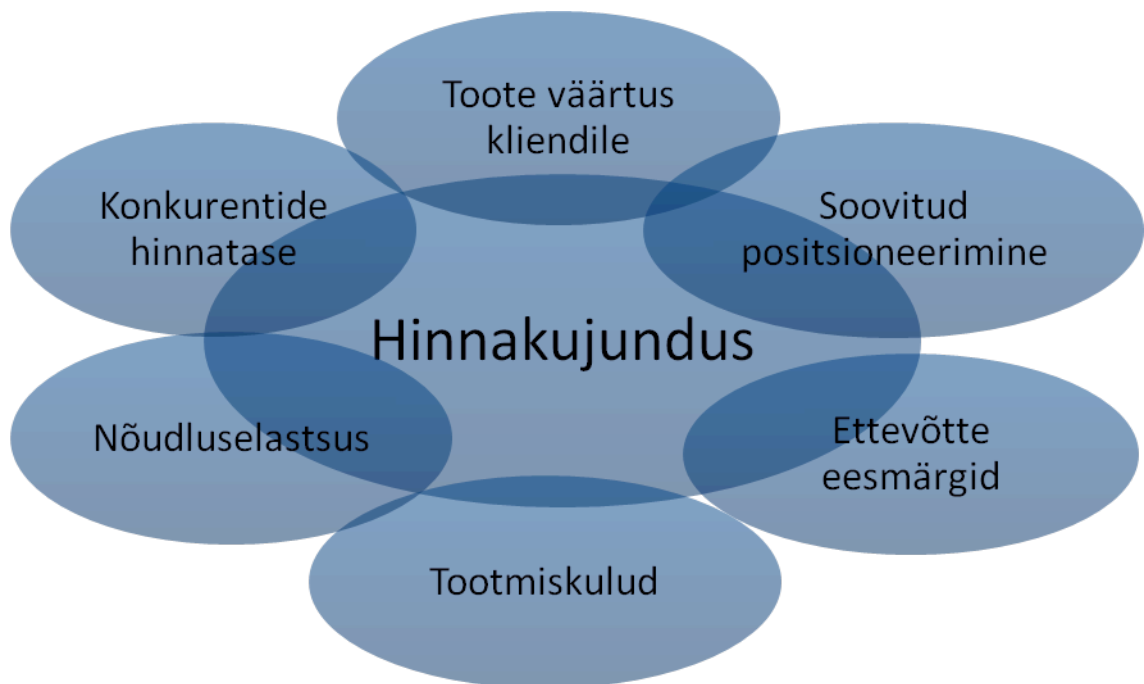 Toote väärtus
kliendile
Konkurentide
hinnatase
Soovitud
positsioneerimine
Hinnakujundus
Nõudluselastsus
Ettevõtte
eesmärgid
Tootmiskulud